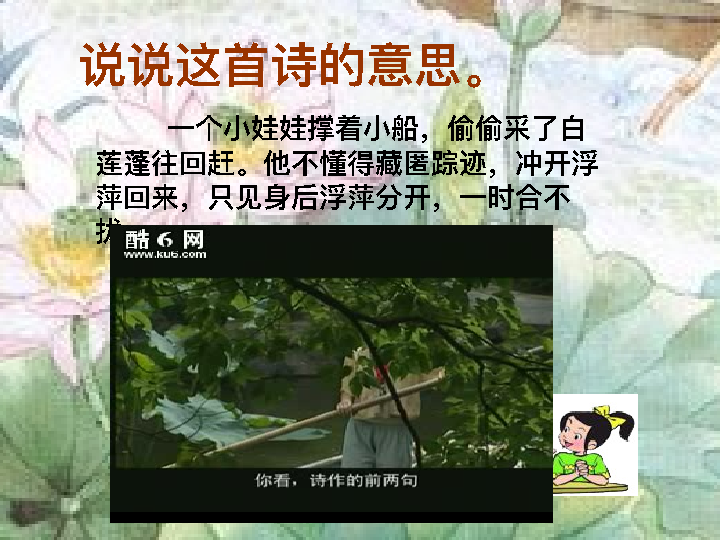 说说这首诗的意思。
一个小娃娃撑着小船，偷偷采了白
莲蓬往回赶。他不懂得藏匿踪迹，冲开浮
萍回来，只见身后浮萍分开，一时合不
酷6网
www.ku6.com
你看，诗作的前两句